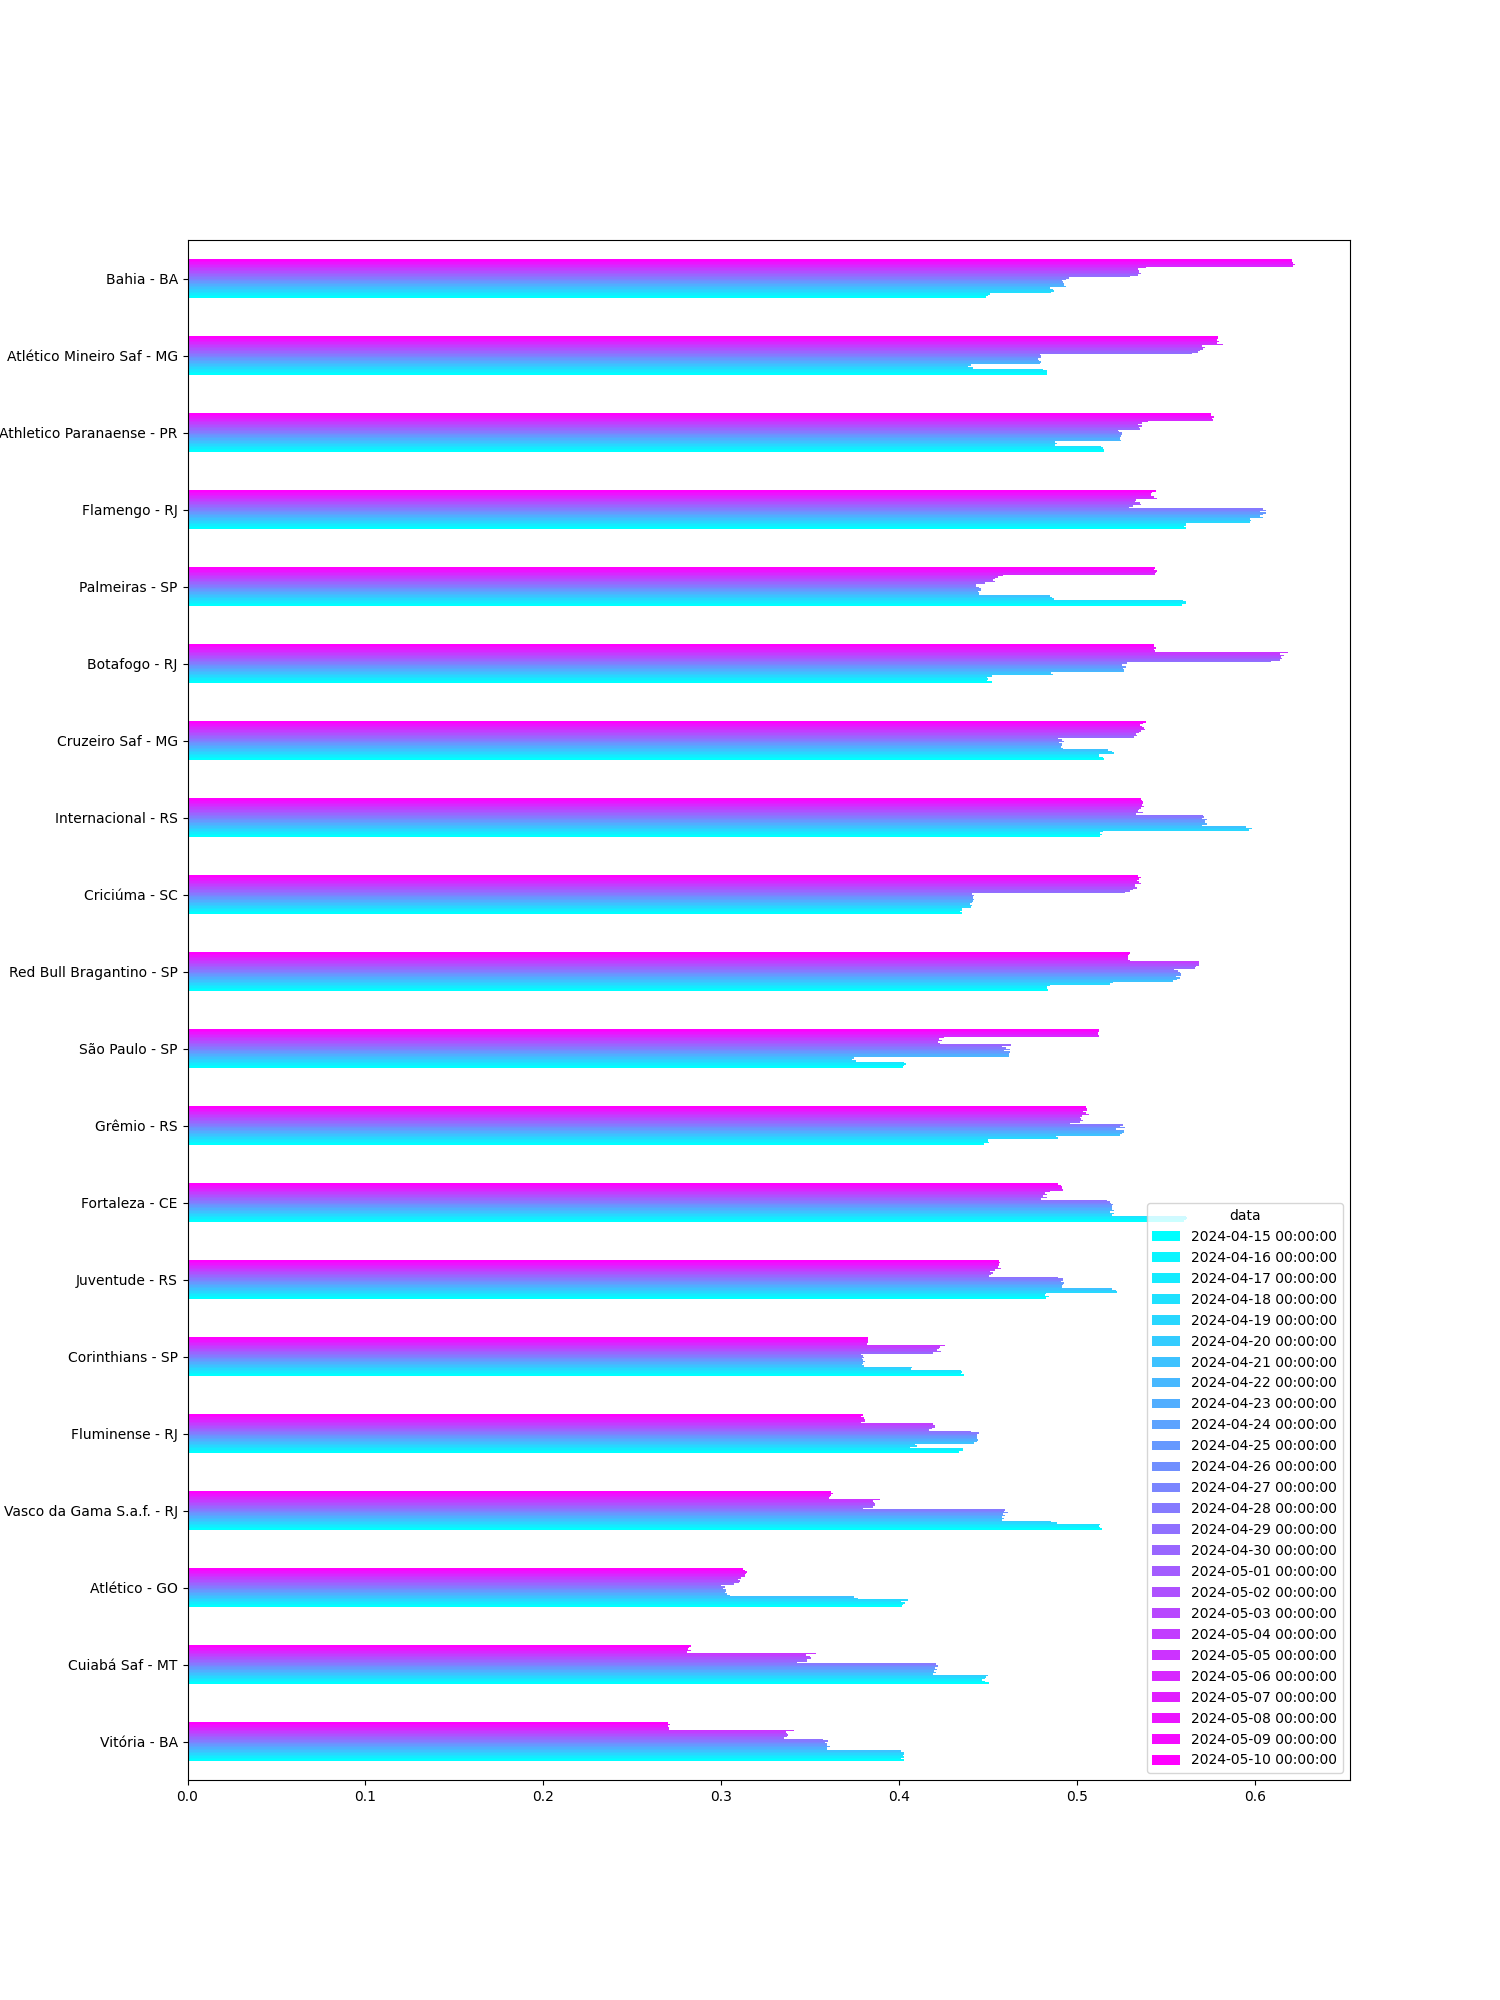 Bahia - BA
Atlético Mineiro Saf - MG
Athletico Paranaense - PR
Flamengo - RJ
Palmeiras - SP
Botafogo - RJ
Cruzeiro Saf - MG
Internacional - RS
Criciúma - SC
Red Bull Bragantino - SP
São Paulo - SP
Grêmio - RS
Fortaleza - CE
Juventude - RS
Corinthians - SP
Fluminense - RJ
Vasco da Gama S.a.f. - RJ
Atlético - GO
Cuiabá Saf - MT
Vitória - BA
data
2024-04-15 00:00:00
2024-04-16 00:00:00
2024-04-17 00:00:00
2024-04-18 00:00:00
2024-04-19 00:00:00
2024-04-20 00:00:00
2024-04-21 00:00:00
2024-04-22 00:00:00
2024-04-23 00:00:00
2024-04-24 00:00:00
2024-04-25 00:00:00
2024-04-26 00:00:00
2024-04-27 00:00:00
2024-04-28 00:00:00
2024-04-29 00:00:00
2024-04-30 00:00:00
2024-05-01 00:00:00
2024-05-02 00:00:00
2024-05-03 00:00:00
2024-05-04 00:00:00
2024-05-05 00:00:00
2024-05-06 00:00:00
2024-05-07 00:00:00
2024-05-08 00:00:00
2024-05-09 00:00:00
2024-05-10 00:00:00
0.0 0.1 0.2 0.3 0.4 0.5 0.6